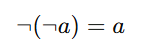 ¬(¬a) = a